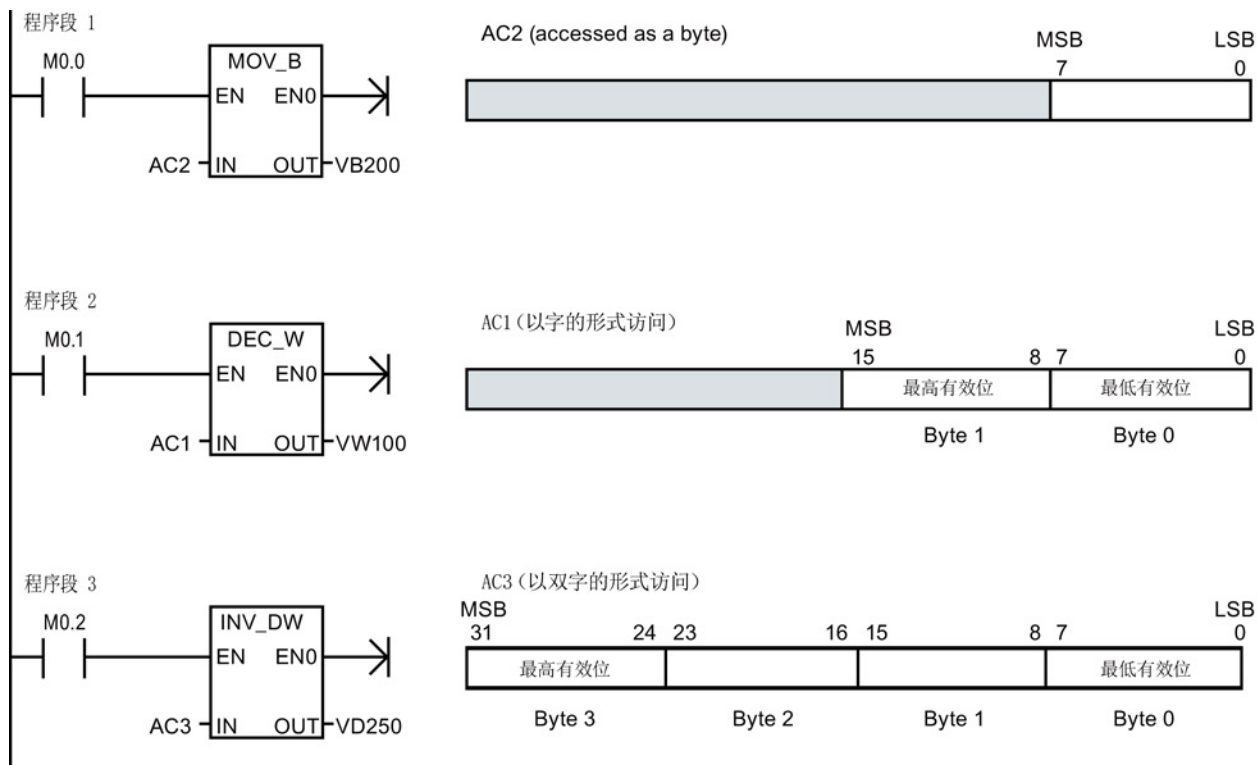 程序段 1
M0.0
MOV_B
EN EN0
AC2 IN OUT VB200
AC2 (accessed as a byte)
MSB LSB
7 0
程序段 2
M0.1
DEC_W
EN EN0
AC1 IN OUT VW100
AC1(以字的形式访问)
MSB LSB
15 8 7 0
最高有效位 最低有效位
Byte 1 Byte 0
程序段 3
M0.2
INV_DW
EN EN0
AC3 IN OUT VD250
AC3(以双字的形式访问)
MSB LSB
31 24 23 16 15 8 7 0
最高有效位 最低有效位
Byte 3 Byte 2 Byte 1 Byte 0